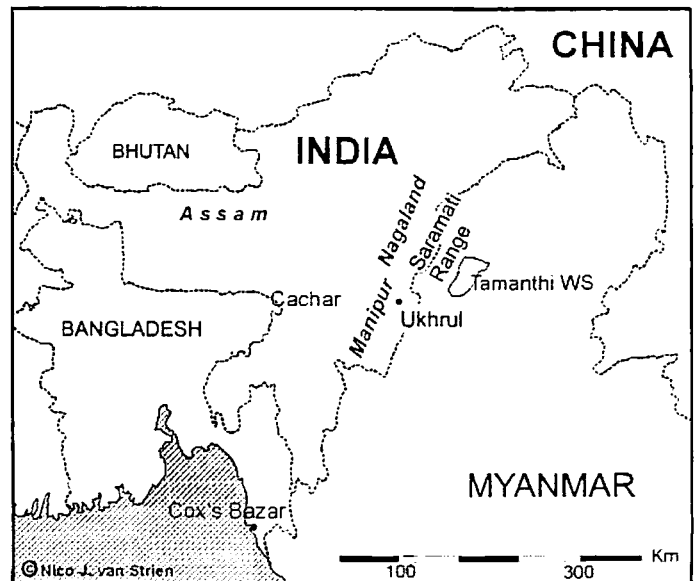 CHINA
BHUTAN
INDIA
Assam
Nagaland
Saramati
Range
Tamanthi WS
Cachar
Manipur
Ukhrul
BANGLADESH
MYANMAR
Cox's Bazar
Km
100
300
© Nico J. van Strien